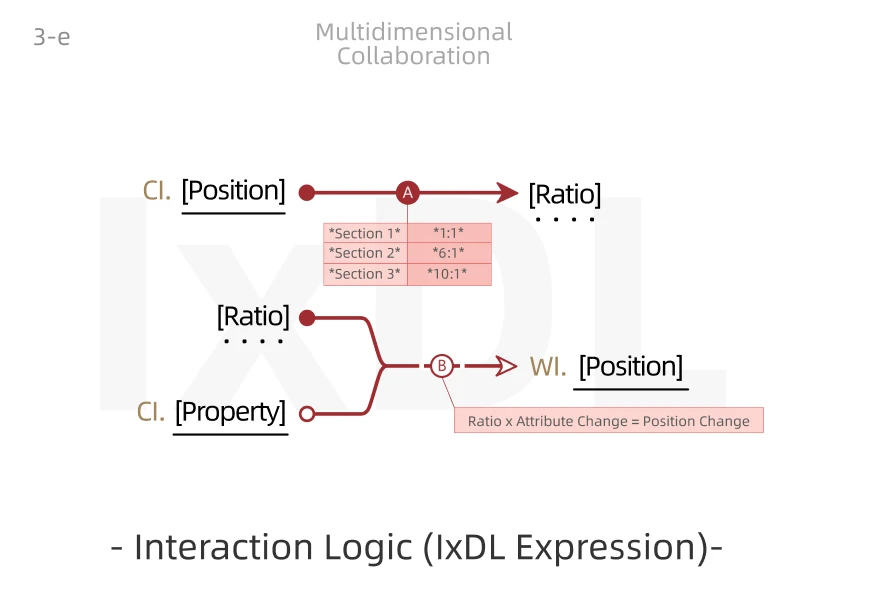 3-e
Multidimensional
Collaboration
IxDL
CI. [Position]
A
[Ratio]
*Section 1* *1:1*
*Section 2* *6:1*
*Section 3* *10:1*
[Ratio]
B
WI. [Position]
CI. [Property]
Ratio x Attribute Change = Position Change
- Interaction Logic (IxDL Expression)-